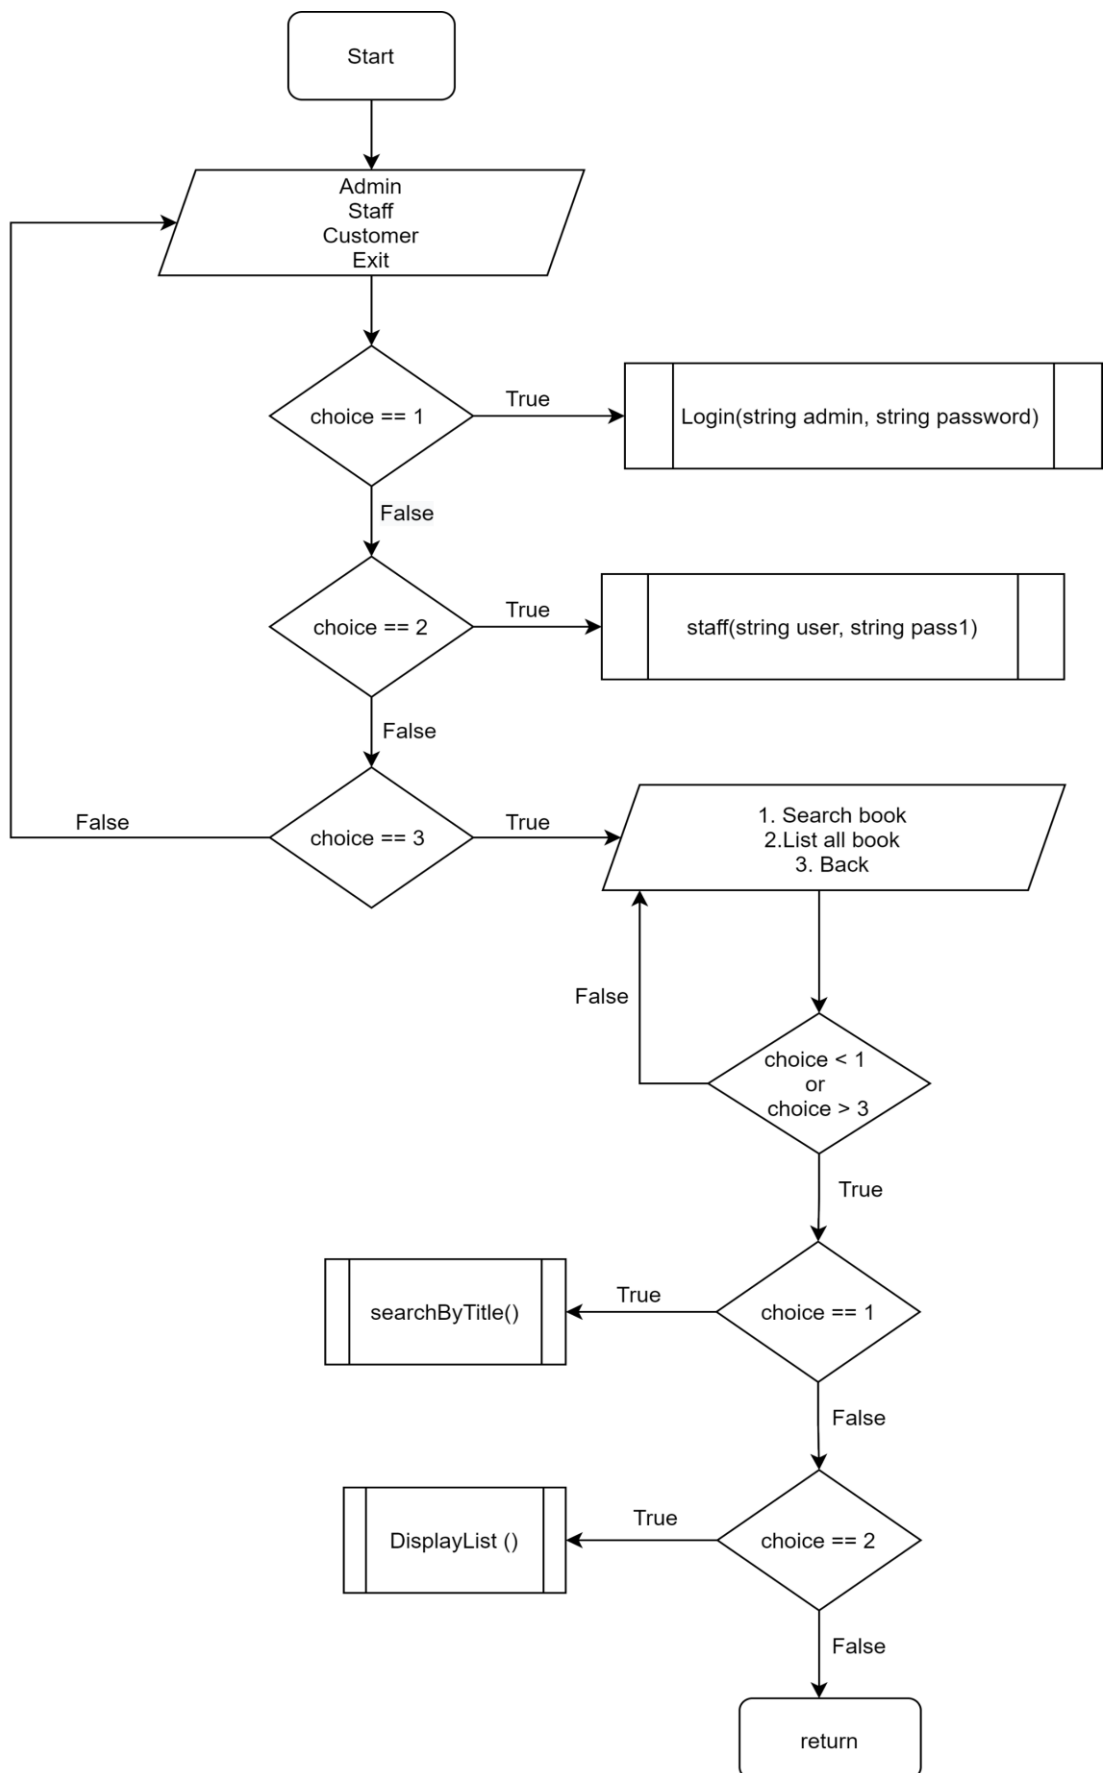 Start
Admin
Staff
Customer
Exit
choice == 1
True
Login(string admin, string password)
False
choice == 2
True
staff(string user, string pass1)
False
False
choice == 3
True
1. Search book
2.List all book
3. Back
False
choice < 1
or
choice > 3
True
searchByTitle()
True
choice == 1
False
DisplayList ()
True
choice == 2
False
return